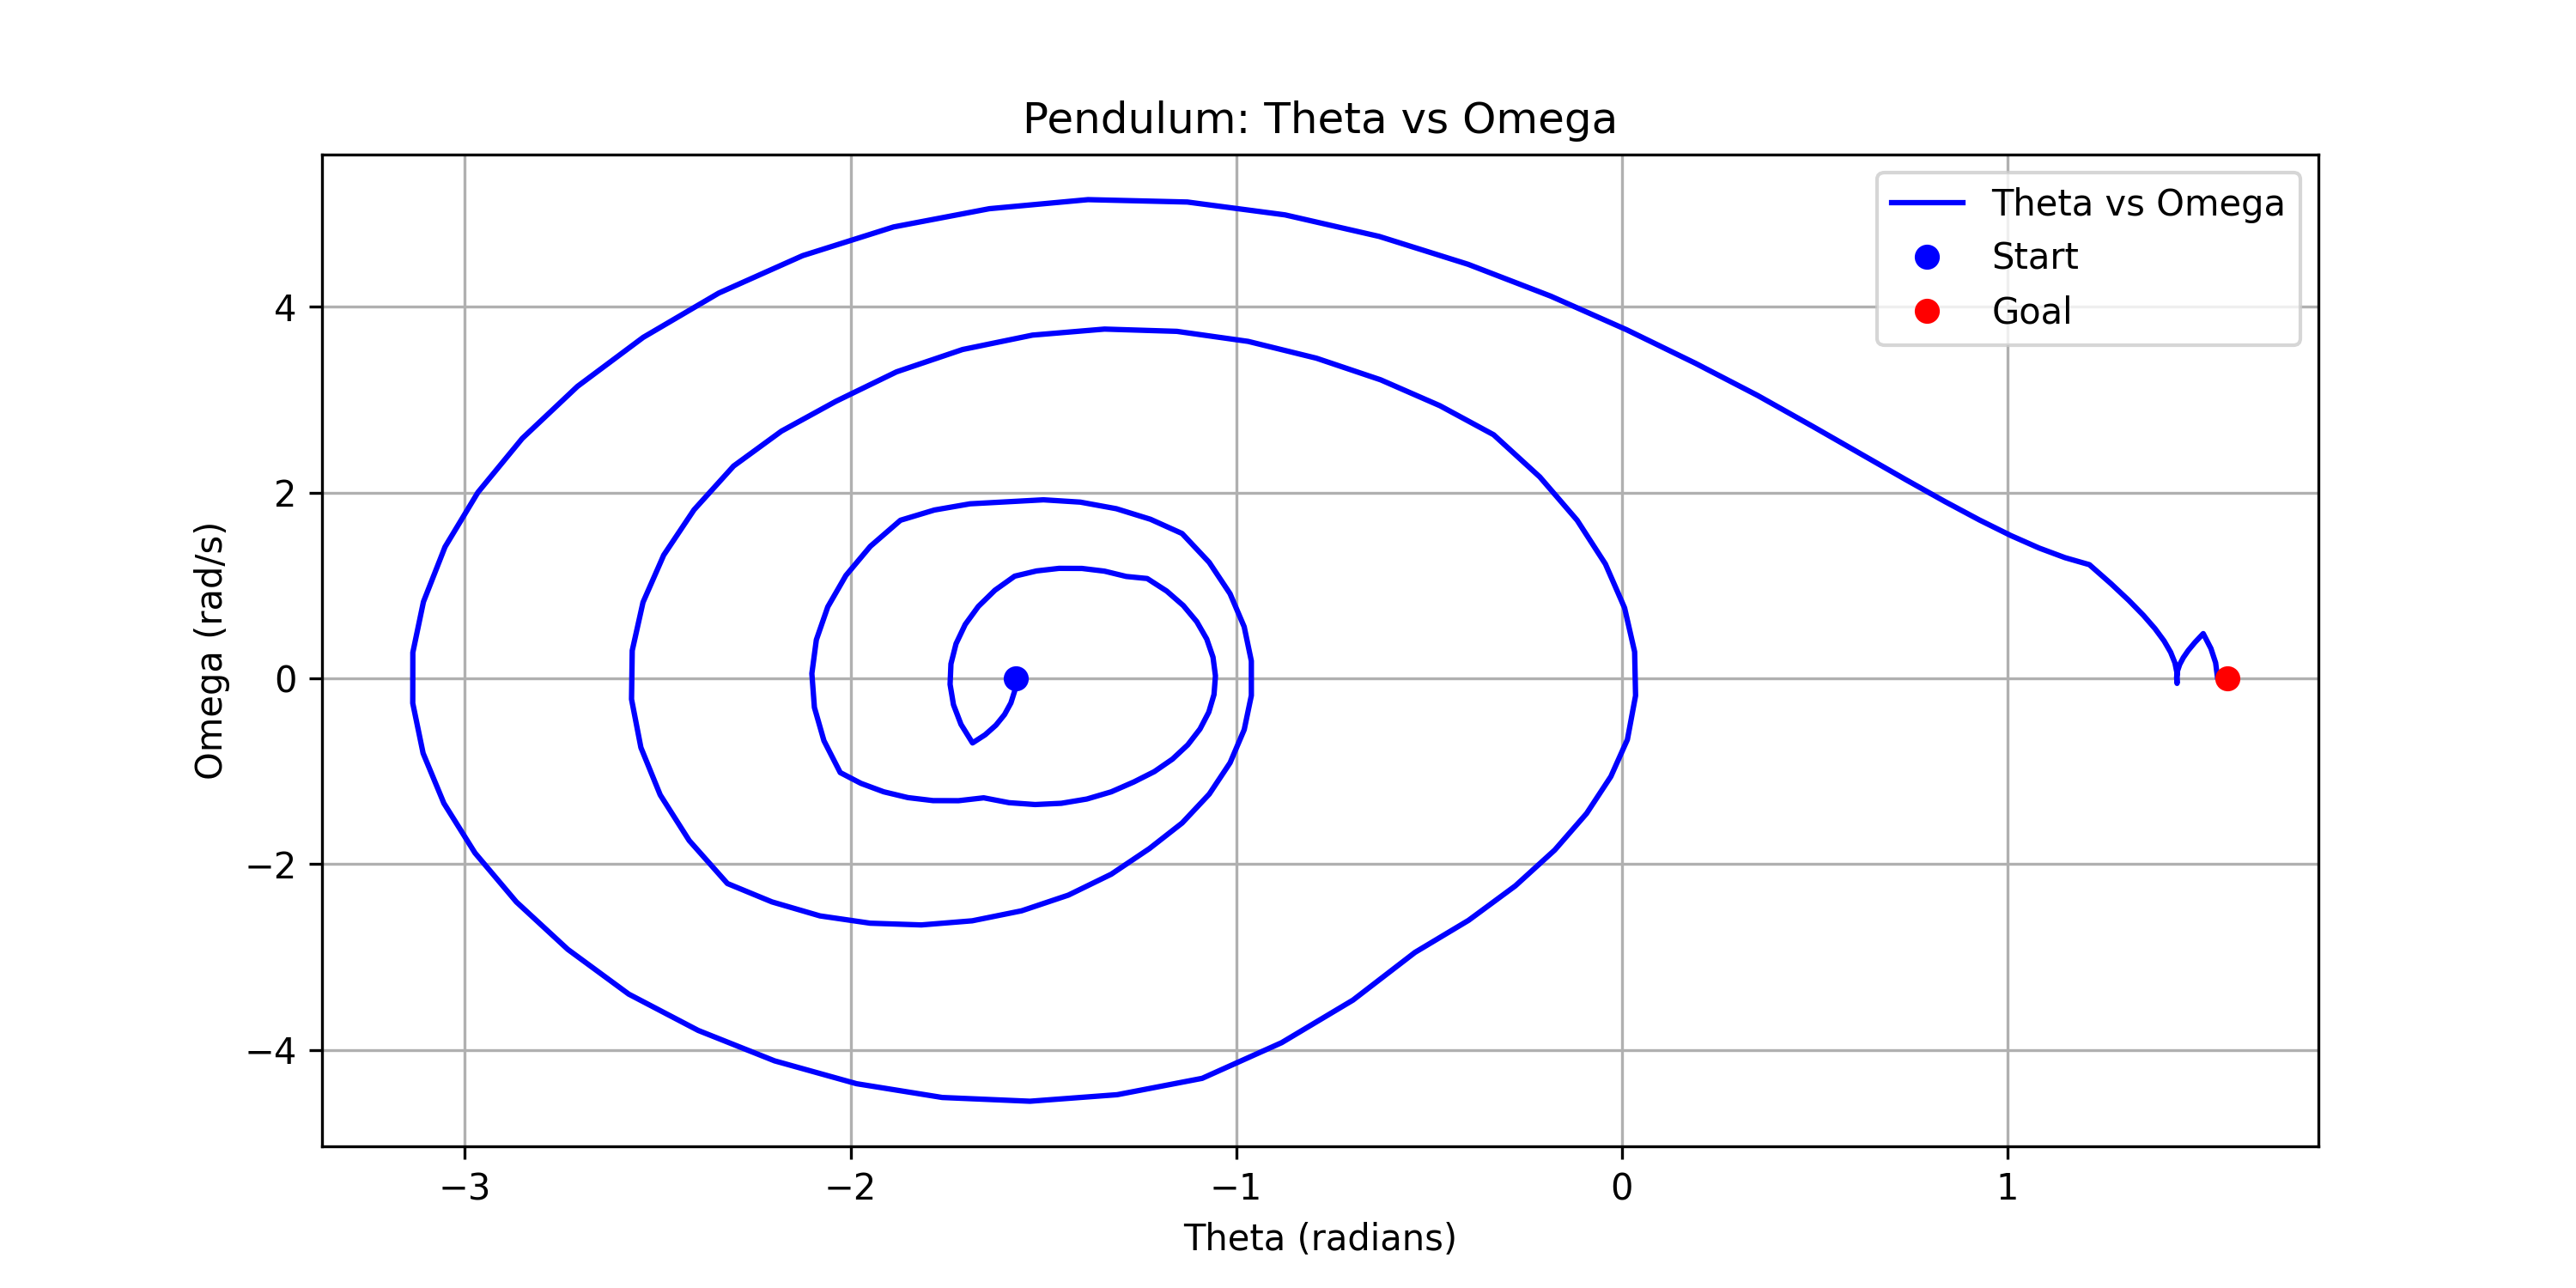 Pendulum: Theta vs Omega
Theta vs Omega
Start
Goal
4
2
0
−2
−4
Omega (rad/s)
−3
−2
−1
0
1
Theta (radians)